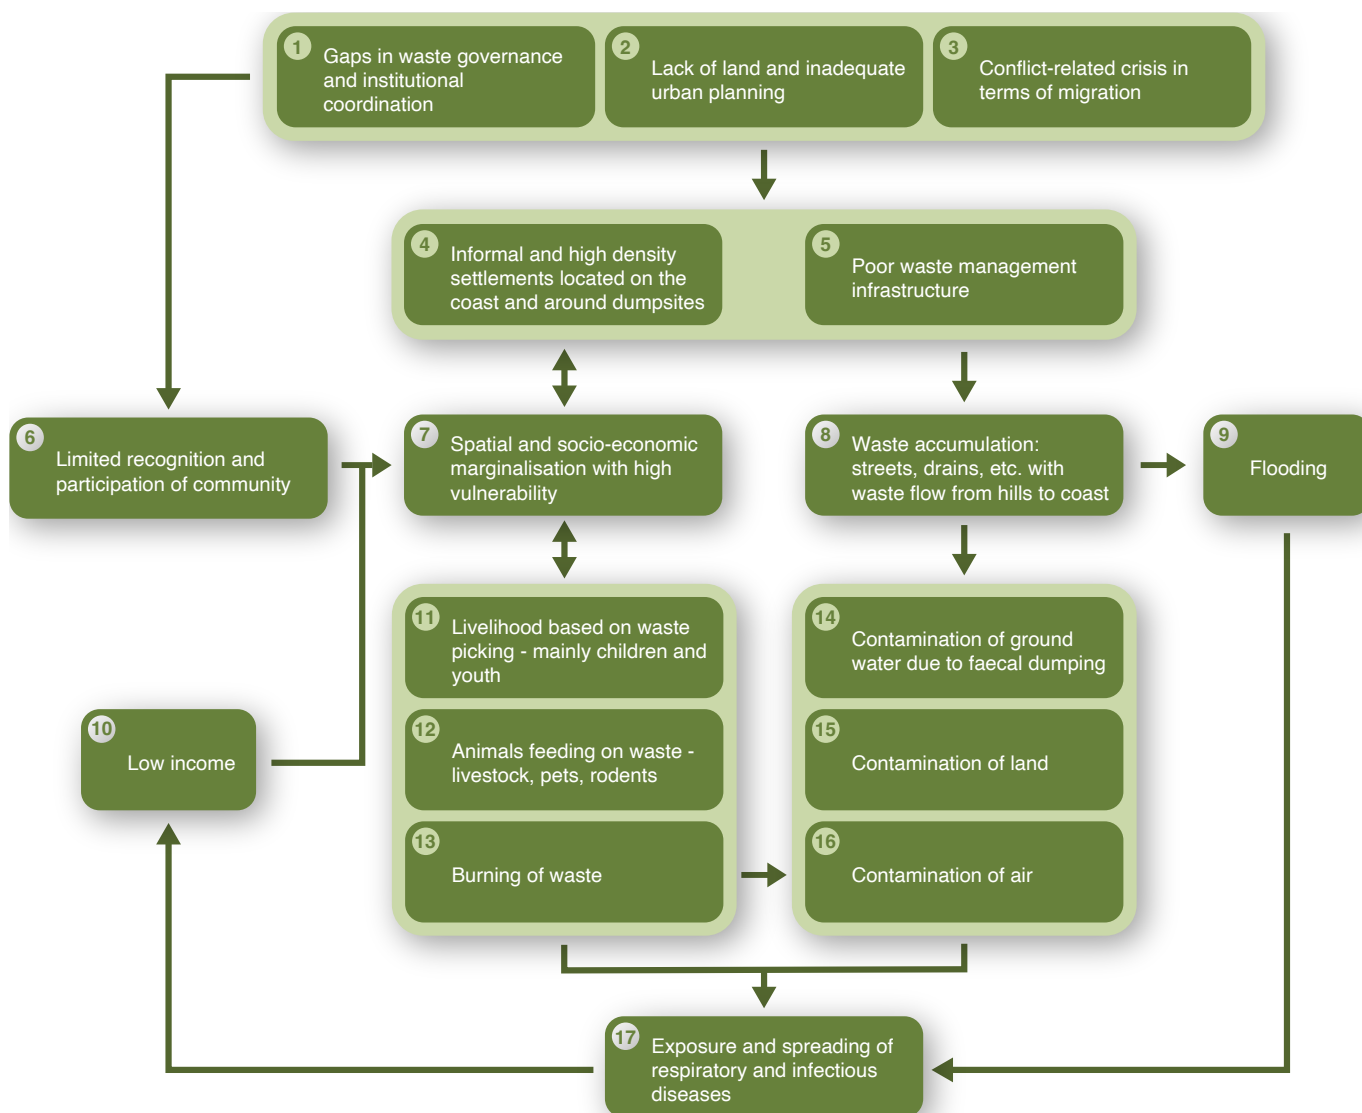 1
Gaps in waste governance
and institutional
coordination
2
Lack of land and inadequate
urban planning
3
Conflict-related crisis in
terms of migration
4
Informal and high density
settlements located on the
coast and around dumpsites
5
Poor waste management
infrastructure
6
Limited recognition and
participation of community
7
Spatial and socio-economic
marginalisation with high
vulnerability
8
Waste accumulation:
streets, drains, etc. with
waste flow from hills to coast
9
Flooding
10
Low income
11
Livelihood based on waste
picking - mainly children and
youth
12
Animals feeding on waste -
livestock, pets, rodents
13
Burning of waste
14
Contamination of ground
water due to faecal dumping
15
Contamination of land
16
Contamination of air
17
Exposure and spreading of
respiratory and infectious
diseases